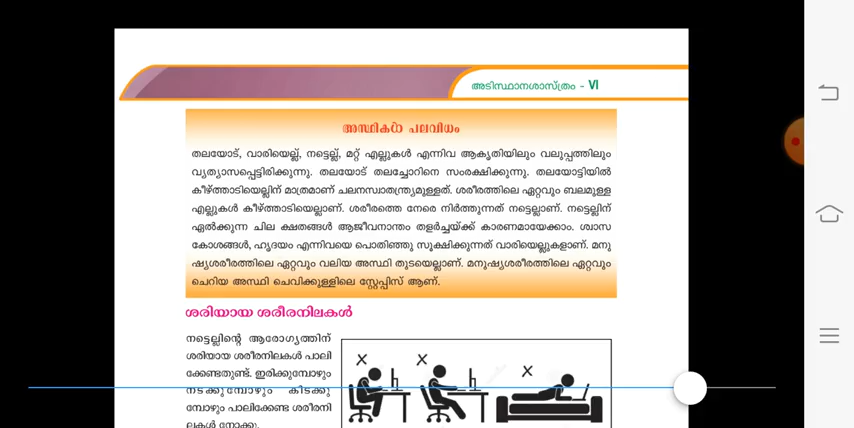 അടിസ്ഥാനശാസ്ത്രം - VI
അസ്ഥികൾ പലവിധം
തലയോട്, വാരിയെല്ല്, നട്ടെല്ല്, മറ്റ് എല്ലുകൾ എന്നിവ ആകൃതിയിലും വലുപ്പത്തിലും
വ്യത്യാസപ്പെട്ടിരിക്കുന്നു. തലയോട് തലച്ചോറിനെ സംരക്ഷിക്കുന്നു. തലയോട്ടിയിൽ
കീഴ്ത്താടിയെല്ലിന് മാത്രമാണ് ചലനസ്വാതന്ത്ര്യമുള്ളത്. ശരീരത്തിലെ ഏറ്റവും ബലമുള്ള
എല്ലുകൾ കീഴ്ത്താടിയെല്ലാണ്. ശരീരത്തെ നേരെ നിർത്തുന്നത് നട്ടെല്ലാണ്. നട്ടെല്ലിന്
ഏൽക്കുന്ന ചില ക്ഷതങ്ങൾ ആജീവനാന്തം തളർച്ചയ്ക്ക് കാരണമായേക്കാം. ശ്വാസ
കോശങ്ങൾ, ഹൃദയം എന്നിവയെ പൊതിഞ്ഞു സൂക്ഷിക്കുന്നത് വാരിയെല്ലുകളാണ്. മനു
ഷ്യശരീരത്തിലെ ഏറ്റവും വലിയ അസ്ഥി തുടയെല്ലാണ്. മനുഷ്യശരീരത്തിലെ ഏറ്റവും
ചെറിയ അസ്ഥി ചെവിക്കുള്ളിലെ സ്റ്റേപ്പിസ് ആണ്.
ശരിയായ ശരീരനിലകൾ
നട്ടെല്ലിന്റെ ആരോഗ്യത്തിന്
ശരിയായ ശരീരനിലകൾ പാലി
ക്കേണ്ടതുണ്ട്. ഇരിക്കുമ്പോഴും
നടക്കുമ്പോഴും കിടക്കു
മ്പോഴും പാലിക്കേണ്ട ശരീരനി
ലകൾ നോക്കൂ.